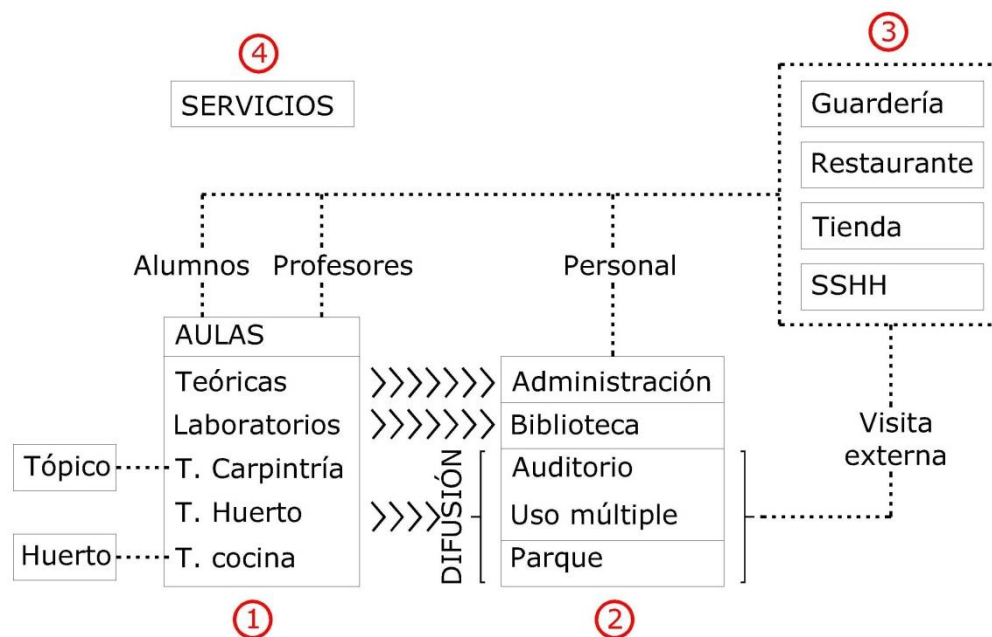 4
3
SERVICIOS
Guardería
Restaurante
Tienda
SSHH
Alumnos
Profesores
Personal
AULAS
Teóricas
Laboratorios
T. Carpintría
T. Huerto
T. cocina
Tópico
Huerto
Administración
Biblioteca
DIFUSIÓN
Auditorio
Uso múltiple
Parque
Visita
externa
1
2